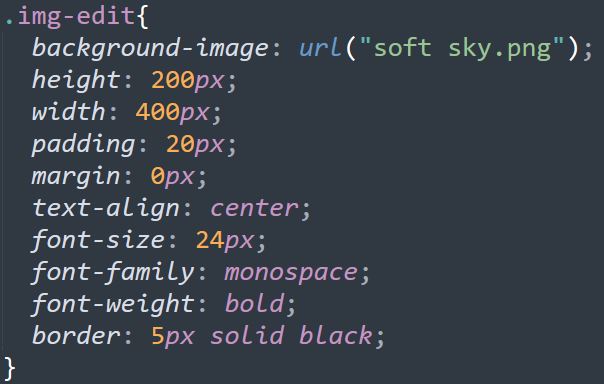 .img-edit{
background-image: url("soft sky.png");
height: 200px;
width: 400px;
padding: 20px;
margin: 0px;
text-align: center;
font-size: 24px;
font-family: monospace;
font-weight: bold;
border: 5px solid black;
}